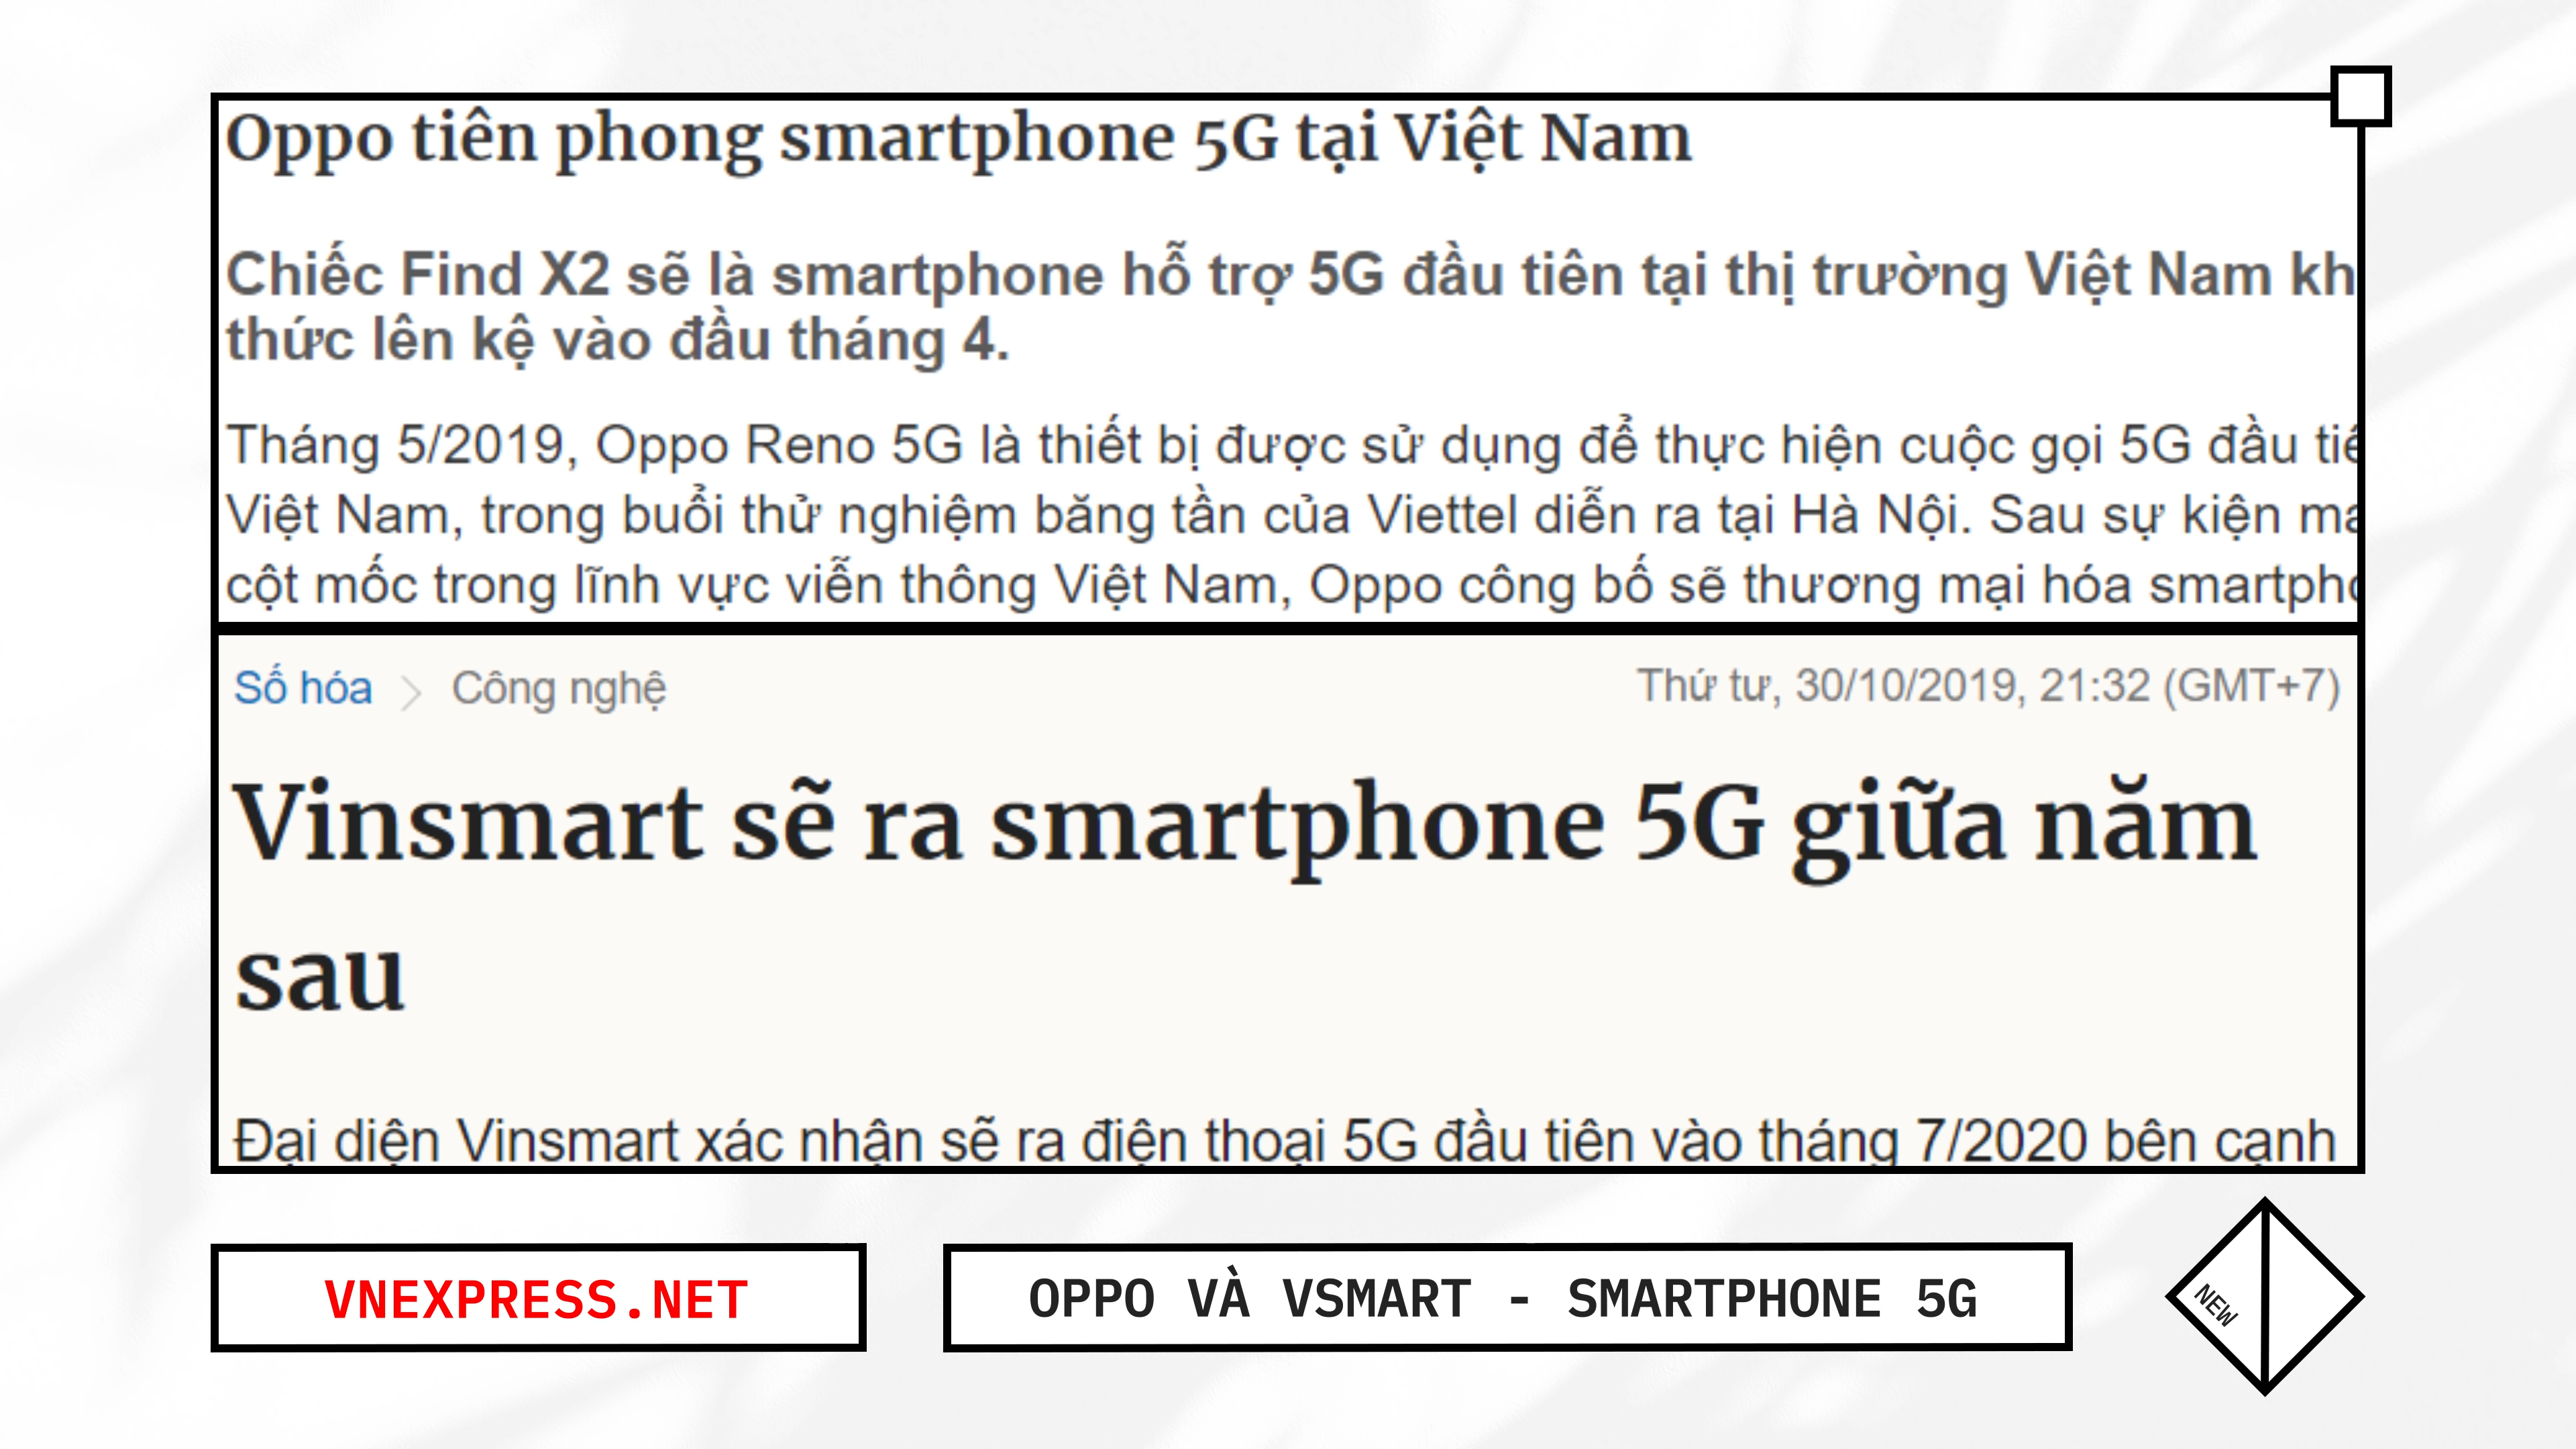 Oppo tiên phong smartphone 5G tại Việt Nam
Chiếc Find X2 sẽ là smartphone hỗ trợ 5G đầu tiên tại thị trường Việt Nam kh
thức lên kệ vào đầu tháng 4.
Tháng 5/2019, Oppo Reno 5G là thiết bị được sử dụng để thực hiện cuộc gọi 5G đầu tiê
Việt Nam, trong buổi thử nghiệm băng tần của Viettel diễn ra tại Hà Nội. Sau sự kiện ma
cột mốc trong lĩnh vực viễn thông Việt Nam, Oppo công bố sẽ thương mại hóa smartpho
Số hóa > Công nghệ
Thứ tư, 30/10/2019, 21:32 (GMT+7)
Vinsmart sẽ ra smartphone 5G giữa năm
sau
Đại diện Vinsmart xác nhận sẽ ra điện thoại 5G đầu tiên vào tháng 7/2020 bên cạnh
VNEXPRESS.NET
OPPO VÀ VSMART - SMARTPHONE 5G
NEW